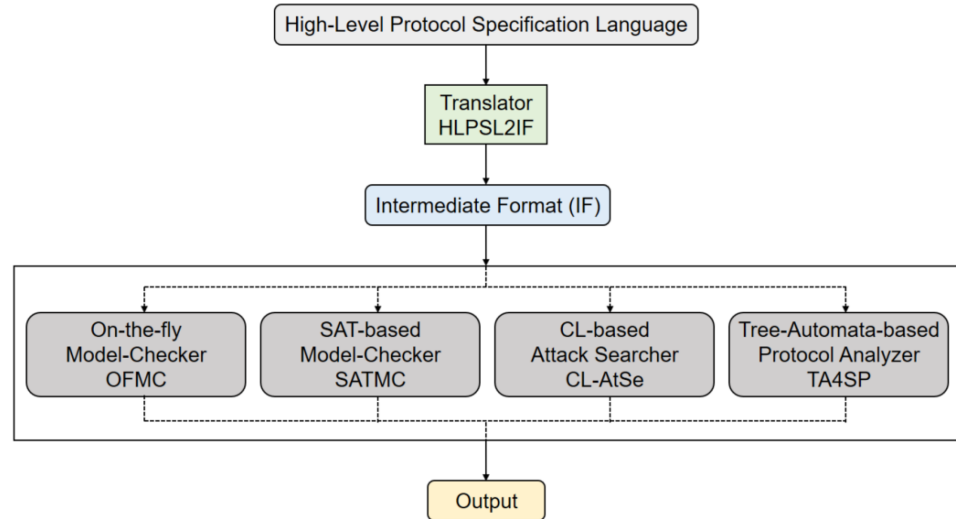 High-Level Protocol Specification Language
Translator
HLPSL2IF
Intermediate Format (IF)
On-the-fly
Model-Checker
OFMC
SAT-based
Model-Checker
SATMC
CL-based
Attack Searcher
CL-AtSe
Tree-Automata-based
Protocol Analyzer
TA4SP
Output